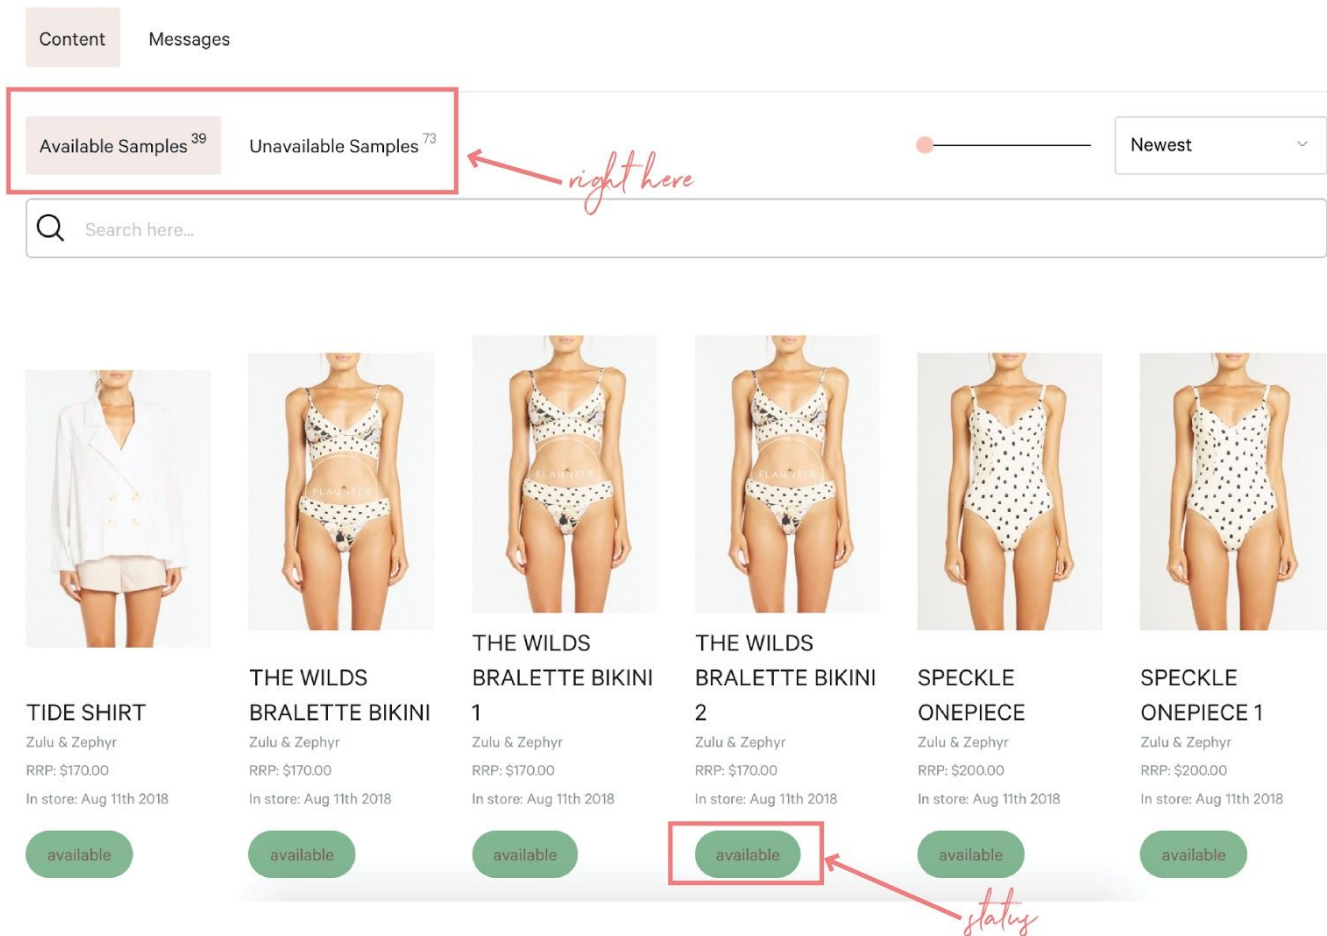 Content
Messages
Available Samples 39
Unavailable Samples 73
right here
Newest
Search here...
FLAUNTER
FLAUNTER
FLAUNTER
TIDE SHIRT
Zulu & Zephyr
RRP: $170.00
In store: Aug 11th 2018
available
THE WILDS
BRALETTE BIKINI
Zulu & Zephyr
RRP: $170.00
In store: Aug 11th 2018
available
THE WILDS
BRALETTE BIKINI
1
Zulu & Zephyr
RRP: $170.00
In store: Aug 11th 2018
available
THE WILDS
BRALETTE BIKINI
2
Zulu & Zephyr
RRP: $170.00
In store: Aug 11th 2018
available
SPECKLE
ONEPIECE
Zulu & Zephyr
RRP: $200.00
In store: Aug 11th 2018
available
SPECKLE
ONEPIECE 1
Zulu & Zephyr
RRP: $200.00
In store: Aug 11th 2018
available
status